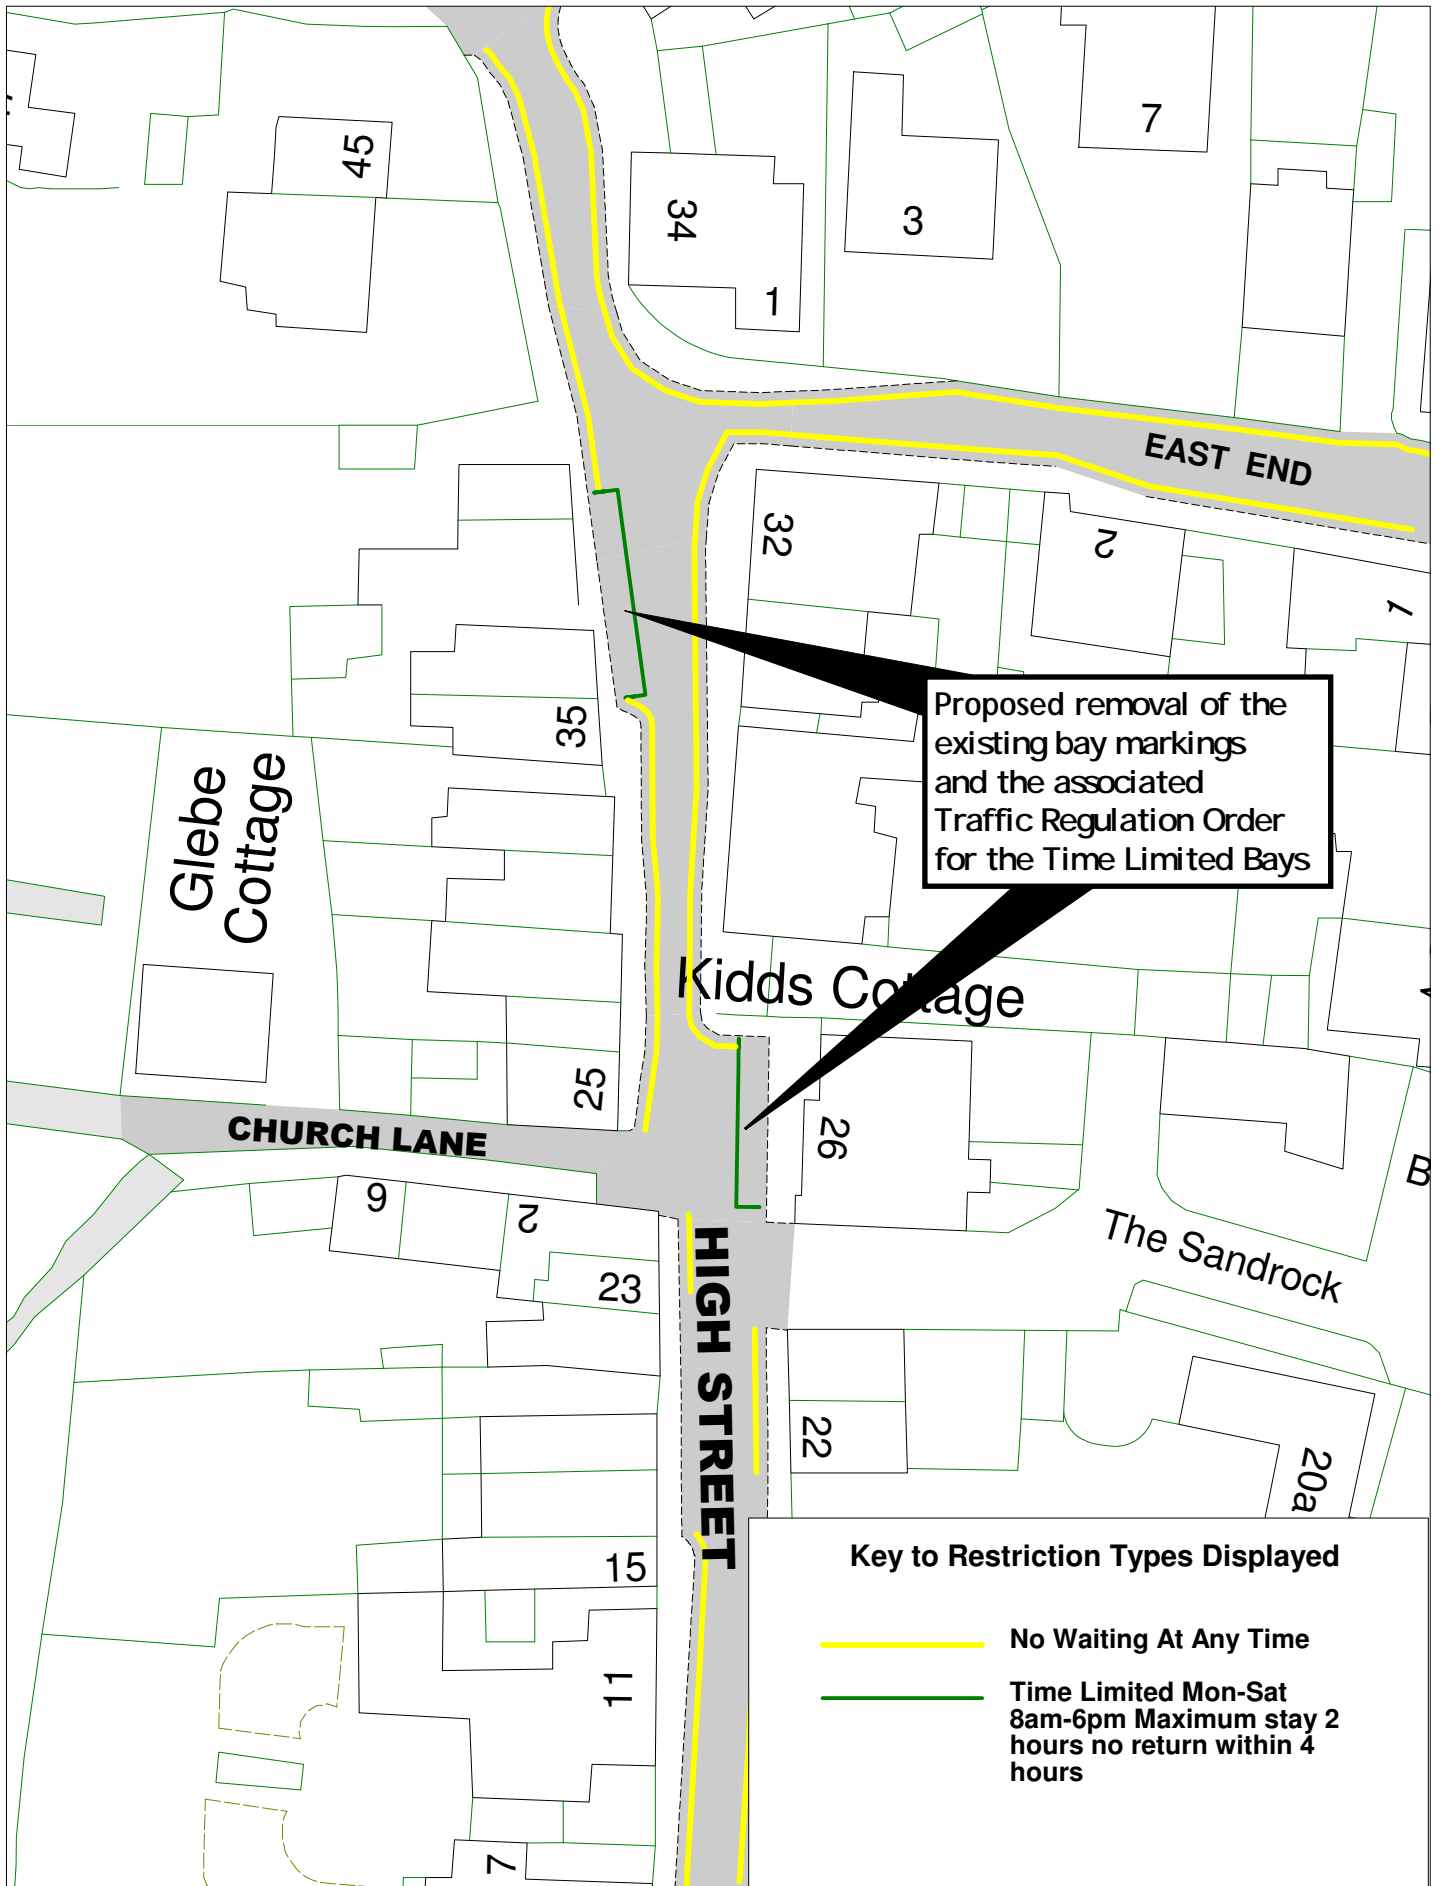 45
34
3
7
1
EAST END
32
2
1
35
Proposed removal of the
existing bay markings
and the associated
Traffic Regulation Order
for the Time Limited Bays
Glebe
Cottage
Kidds Cottage
25
26
CHURCH LANE
9
2
23
The Sandrock
B
HIGH STREET
22
20a
15
11
7
Key to Restriction Types Displayed
No Waiting At Any Time
Time Limited Mon-Sat
8am-6pm Maximum stay 2
hours no return within 4
hours